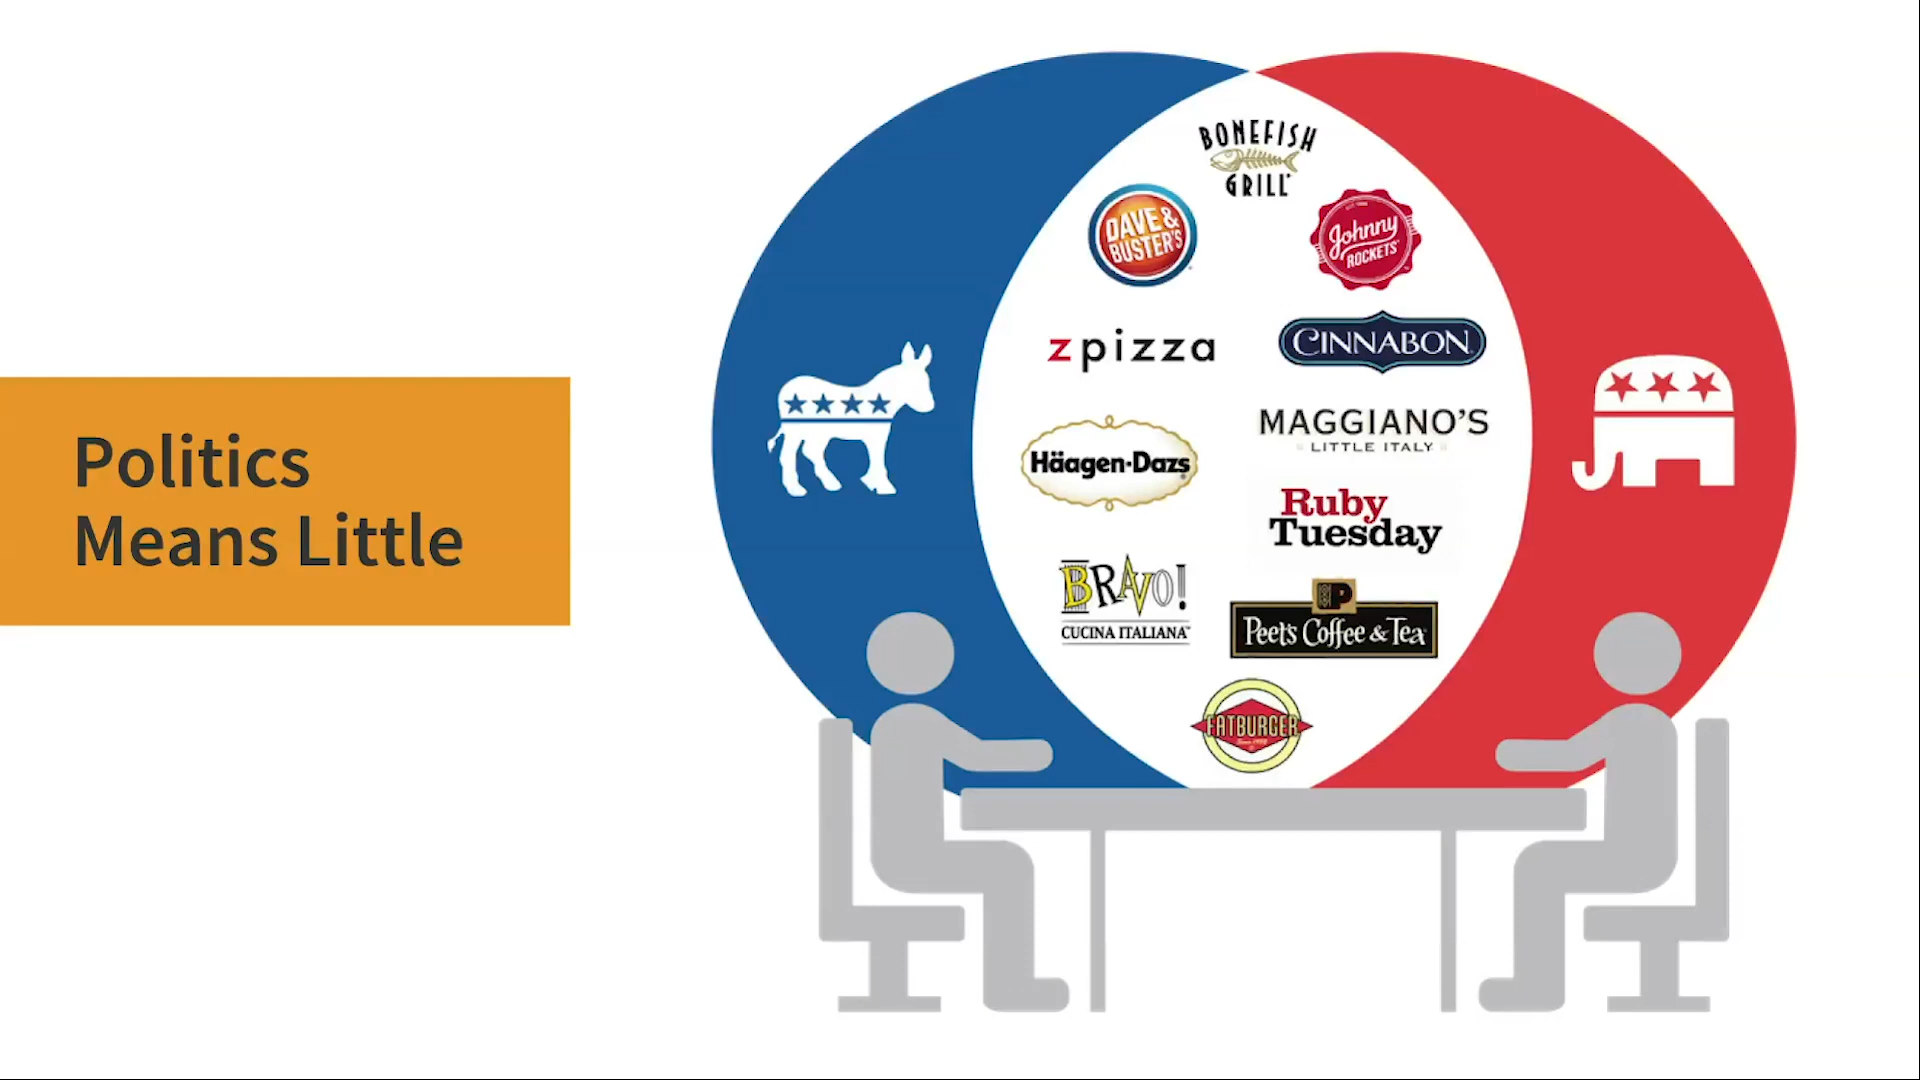 Politics
Means Little
BONEFISH
GRILL
DAVE &
BUSTER'S
Johnny
ROCKETS
zpizza
CINNABON
Häagen-Dazs
MAGGIANO'S
LITTLE ITALY
Ruby
Tuesday
BRAVO!
CUCINA ITALIANA
P
Peet's Coffee & Tea
FATBURGER